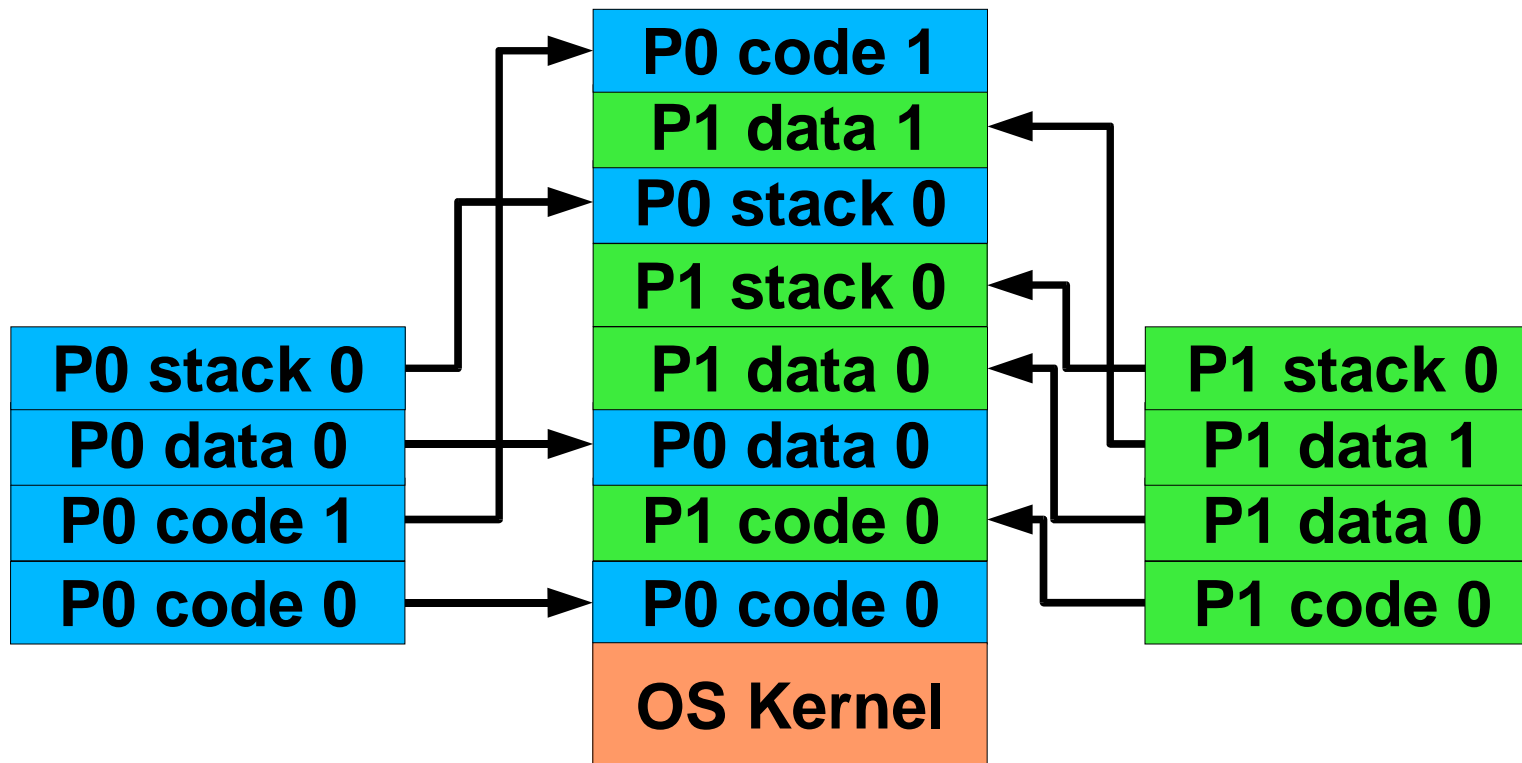 P0 stack 0
P0 data 0
P0 code 1
P0 code 0
P0 code 1
P1 data 1
P0 stack 0
P1 stack 0
P1 data 0
P0 data 0
P1 code 0
P0 code 0
OS Kernel
P1 stack 0
P1 data 1
P1 data 0
P1 code 0